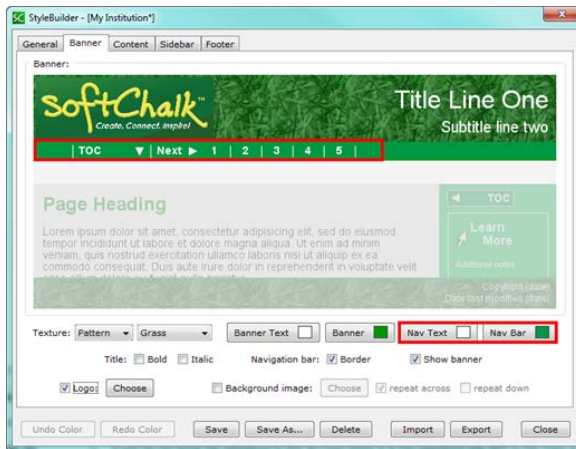 SC StyleBuilder - [My Institution*]
General Banner Content Sidebar Footer
Banner:
SoftChalk™
Create. Connect. Inspire!
Title Line One
Subtitle line two
| TOC ▼ | Next ▶ 1 | 2 | 3 | 4 | 5 |
Page Heading
Lorem ipsum dolor sit amet, consectetur adipisicing elit, sed do eiusmod
tempor incididunt ut labore et dolore magna aliqua. Ut enim ad minim
veniam, quis nostrud exercitation ullamco laboris nisi ut aliquip ex ea
commodo consequat. Duis aute irure dolor in reprehenderit in voluptate velit
◀ TOC
Learn
More
Additional notes
Copyright (date)
Date last modified (date)
Texture: Pattern Grass Banner Text Banner Nav Text Nav Bar
Title: Bold Italic Navigation bar: Border Show banner
Logo: Choose Background image: Choose repeat across repeat down
Undo Color Redo Color Save Save As... Delete Import Export Close